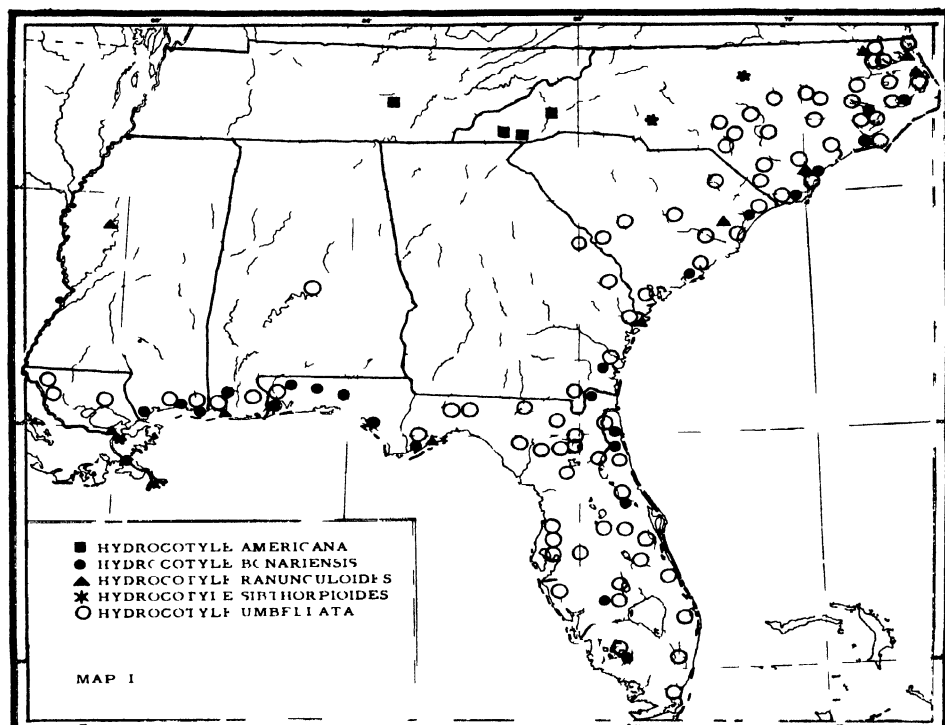 HYDROCOTYLE AMERICANA
HYDROCOTYLE BONARIENSIS
HYDROCOTYLE RANUNCULOIDES
HYDROCOTYLE SIBTHORPIOIDES
HYDROCOTYLE UMBELLATA
MAP I